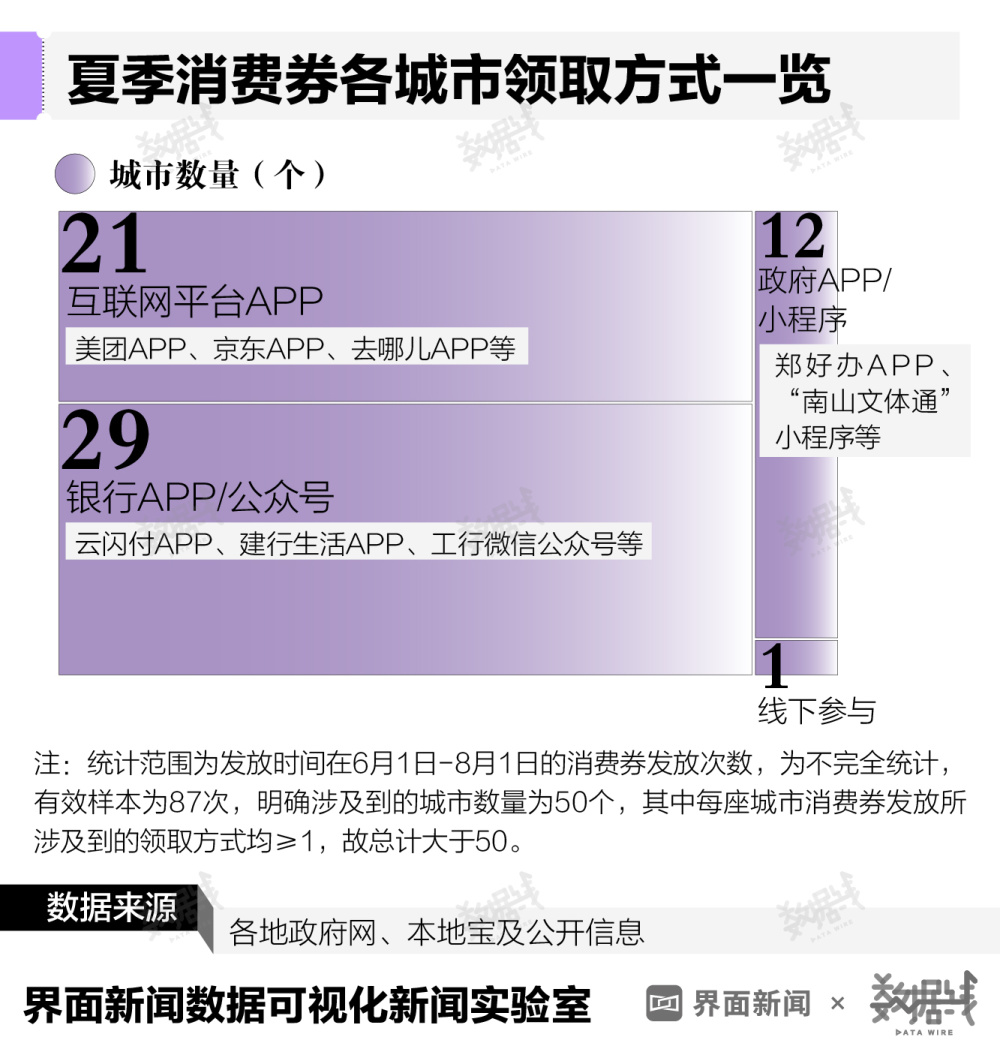 夏季消费券各城市领取方式一览
城市数量（个）
21
互联网平台APP
美团APP、京东APP、去哪儿APP等
29
银行APP/公众号
云闪付APP、建行生活APP、工行微信公众号等
12
政府APP/
小程序
郑好办APP、
“南山文体通”
小程序等
1
线下参与
注：统计范围为发放时间在6月1日-8月1日的消费券发放次数，为不完全统计，
有效样本为87次，明确涉及到的城市数量为50个，其中每座城市消费券发放所
涉及到的领取方式均≥1，故总计大于50。
数据来源
各地政府网、本地宝及公开信息
界面新闻数据可视化新闻实验室
界面新闻 × 数据线
DATA WIRE